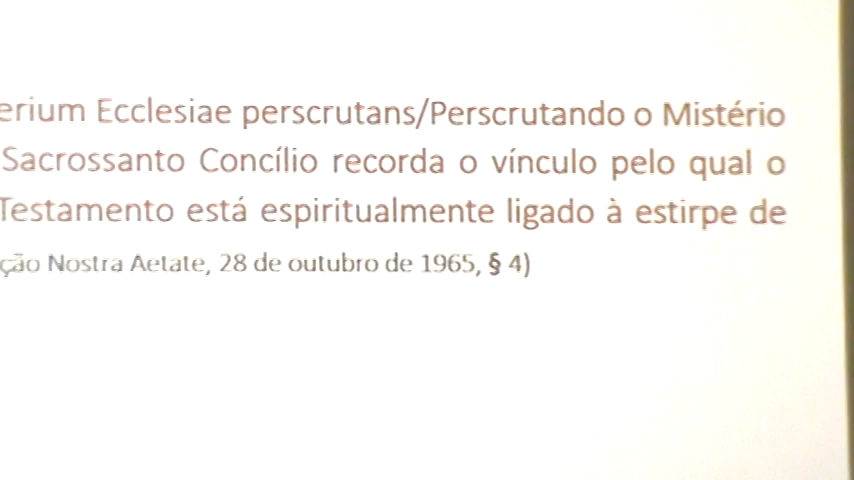 erium Ecclesiae perscrutans/Perscrutando o Mistério
Sacrossanto Concílio recorda o vínculo pelo qual o
Testamento está espiritualmente ligado à estirpe de
ção Nostra Aetate, 28 de outubro de 1965, § 4)